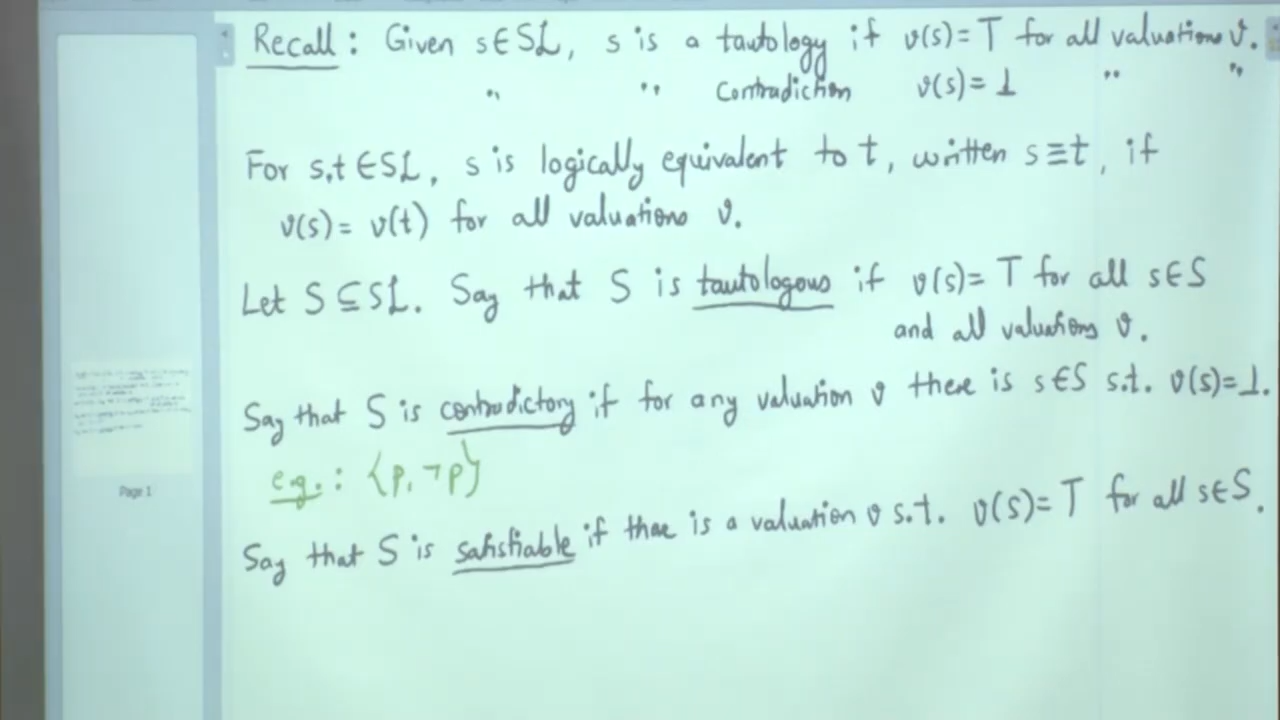 Recall : Given s∈SL, s is a tautology if v(s)= T for all valuations v.
" " Contradiction v(s)= ⊥ " "
For s,t ∈SL, s is logically equivalent to t, written s≡t, if
v(s)= v(t) for all valuations v.
Let S ⊆ SL. Say that S is tautologous if v(s)= T for all s∈S
and all valuations v.
Say that S is contradictory if for any valuation v there is s∈S s.t. v(s)=⊥.
e.g. : {p, ¬p}
Say that S is satisfiable if there is a valuation v s.t. v(s)= T for all s∈S.
Page 1